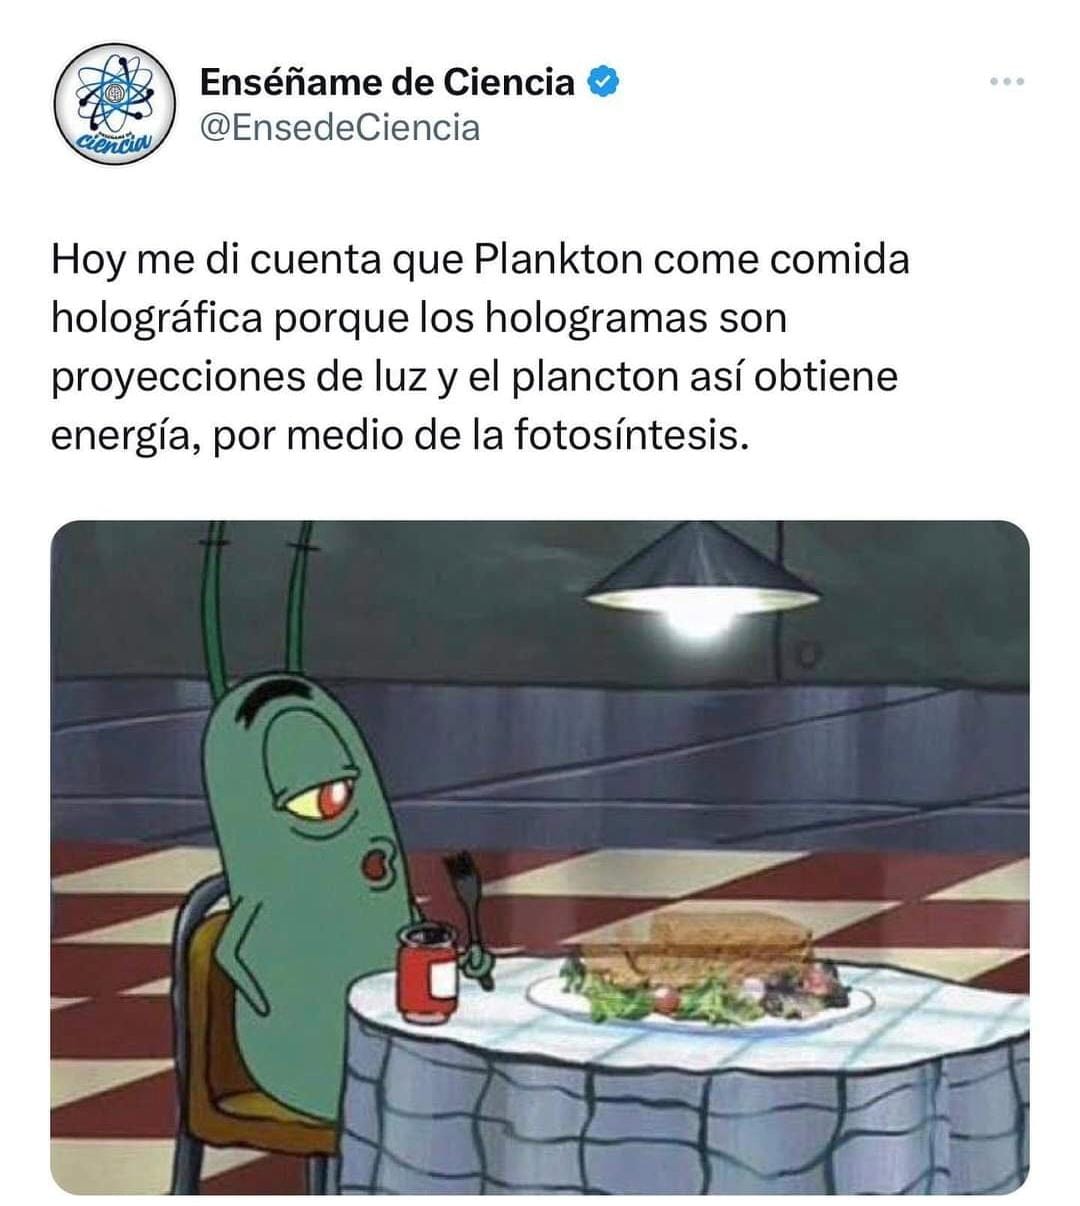 Enséñame de Ciencia
@EnsedeCiencia
ciencia
Hoy me di cuenta que Plankton come comida
holográfica porque los hologramas son
proyecciones de luz y el plancton así obtiene
energía, por medio de la fotosíntesis.